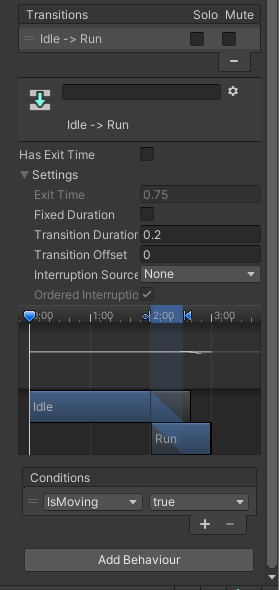 Transitions Solo Mute
Idle -> Run
Idle -> Run
Has Exit Time
Settings
Exit Time 0.75
Fixed Duration
Transition Duration 0.2
Transition Offset 0
Interruption Source None
Ordered Interruptio
0:00 1:00 2:00 3:00
Idle
Run
Conditions
IsMoving true
Add Behaviour